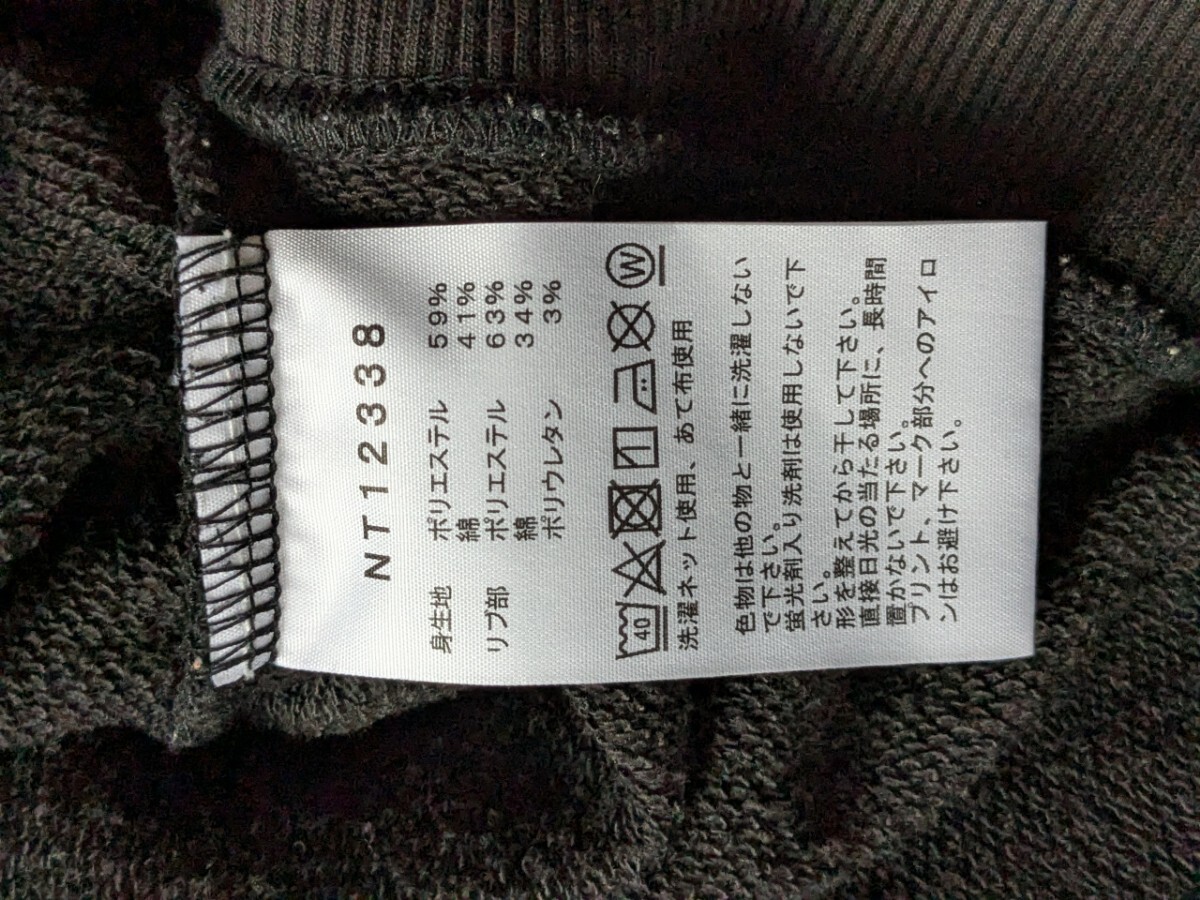 NT12338
身生地 ポリエステル 59%
綿 41%
リブ部 ポリエステル 63%
綿 34%
ポリウレタン 3%
40 W
洗濯ネット使用、あて布使用
色物は他の物と一緒に洗濯しない
で下さい。
蛍光剤入り洗剤は使用しないで下
さい。
形を整えてから干して下さい。
直接日光の当たる場所に、長時間
置かないで下さい。
プリント、マーク部分へのアイロ
ンはお避け下さい。